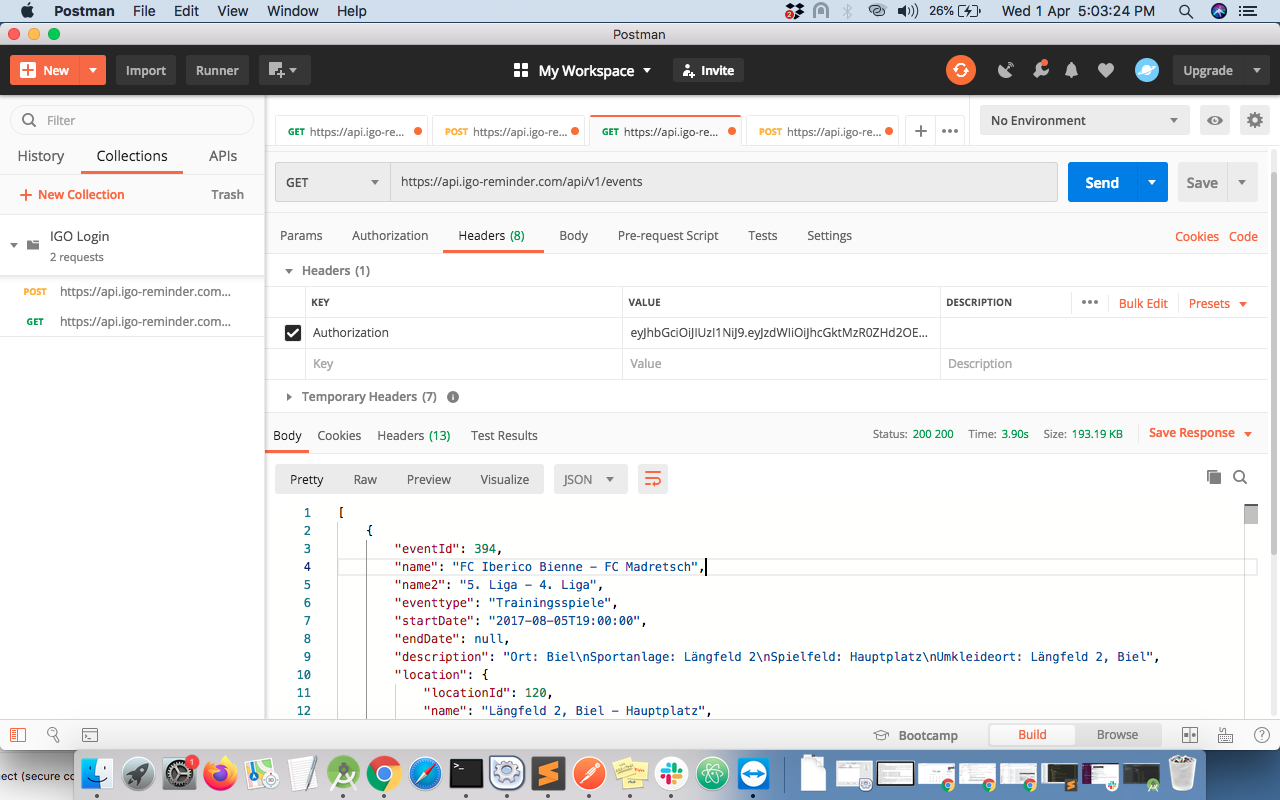 Postman File Edit View Window Help 2 26% Wed 1 Apr 5:03:24 PM
Postman
New Import Runner My Workspace Invite Upgrade
Filter
History Collections APIs
+ New Collection Trash
IGO Login
2 requests
POST https://api.igo-reminder.com...
GET https://api.igo-reminder.com...
GET https://api.igo-re... POST https://api.igo-re... GET https://api.igo-re... POST https://api.igo-re... + ••• No Environment
GET https://api.igo-reminder.com/api/v1/events Send Save
Params Authorization Headers (8) Body Pre-request Script Tests Settings Cookies Code
Headers (1)
KEY VALUE DESCRIPTION ••• Bulk Edit Presets
Authorization eyJhbGciOiJIUzI1NiJ9.eyJzdWIiOiJhcGktMzR0ZHd2OE...
Key Value Description
Temporary Headers (7)
Body Cookies Headers (13) Test Results Status: 200 200 Time: 3.90s Size: 193.19 KB Save Response
Pretty Raw Preview Visualize JSON
1 [
2 {
3 "eventId": 394,
4 "name": "FC Iberico Bienne - FC Madretsch",
5 "name2": "5. Liga - 4. Liga",
6 "eventtype": "Trainingsspiele",
7 "startDate": "2017-08-05T19:00:00",
8 "endDate": null,
9 "description": "Ort: Biel\nSportanlage: Längfeld 2\nSpielfeld: Hauptplatz\nUmkleideort: Längfeld 2, Biel",
10 "location": {
11 "locationId": 120,
12 "name": "Längfeld 2, Biel - Hauptplatz",
Bootcamp Build Browse
ect (secure co
1